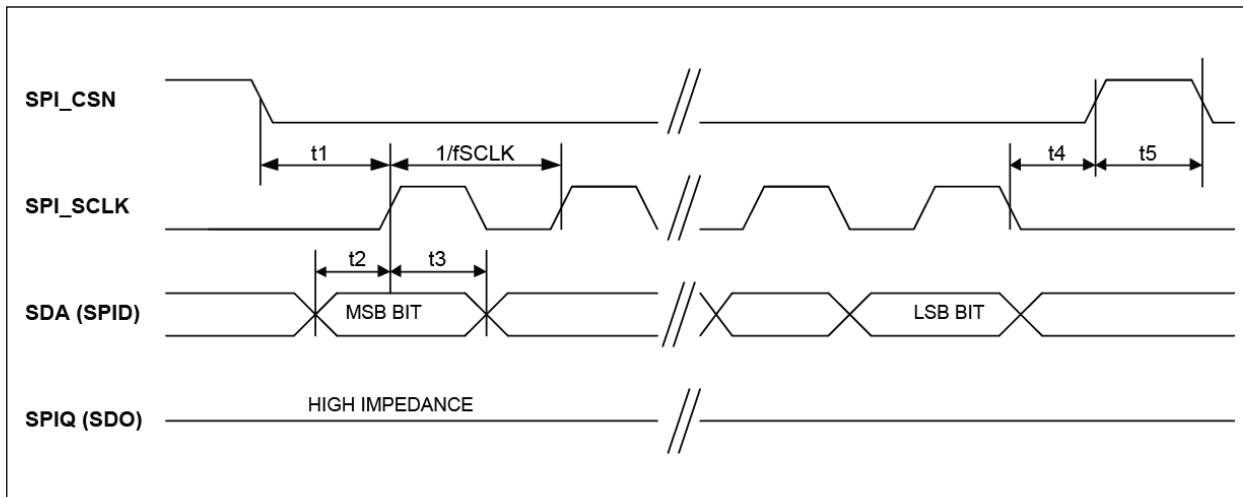 SPI_CSN
t1
1/fSCLK
t4
t5
SPI_SCLK
t2
t3
SDA (SPID)
MSB BIT
LSB BIT
HIGH IMPEDANCE
SPIQ (SDO)